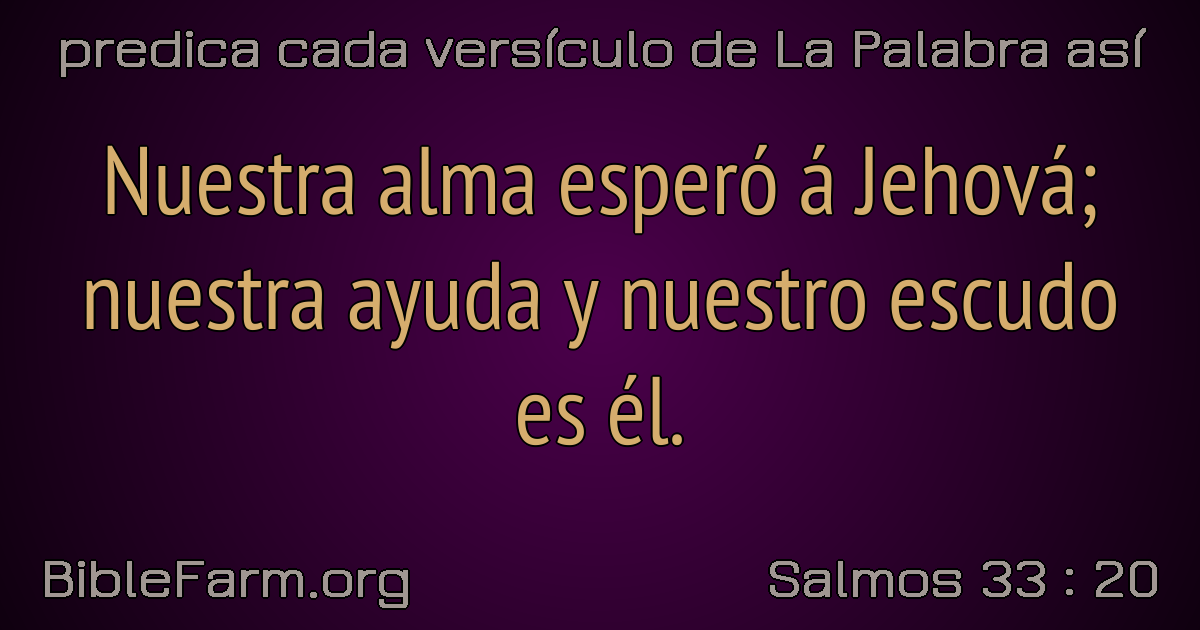 predica cada versículo de La Palabra así
Nuestra alma esperó á Jehová;
nuestra ayuda y nuestro escudo
es él.
BibleFarm.org
Salmos 33 : 20